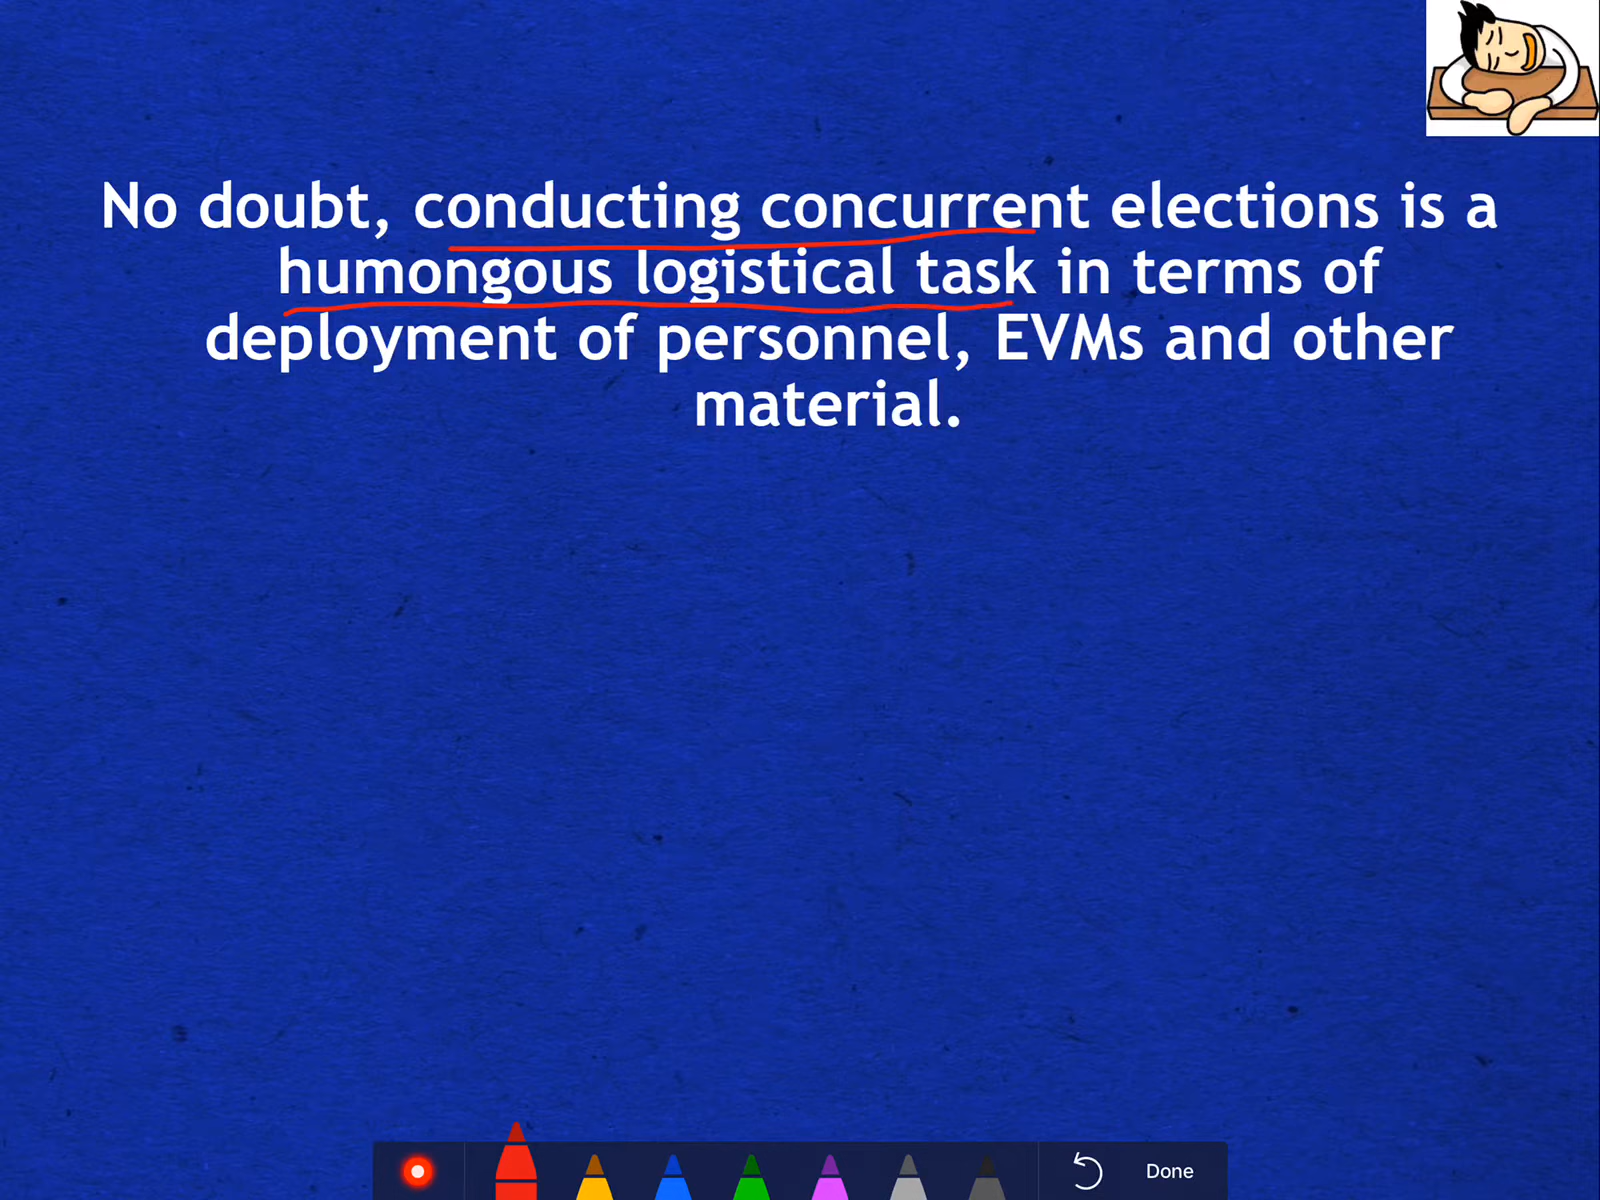 No doubt, conducting concurrent elections is a
humongous logistical task in terms of
deployment of personnel, EVMs and other
material.
Done